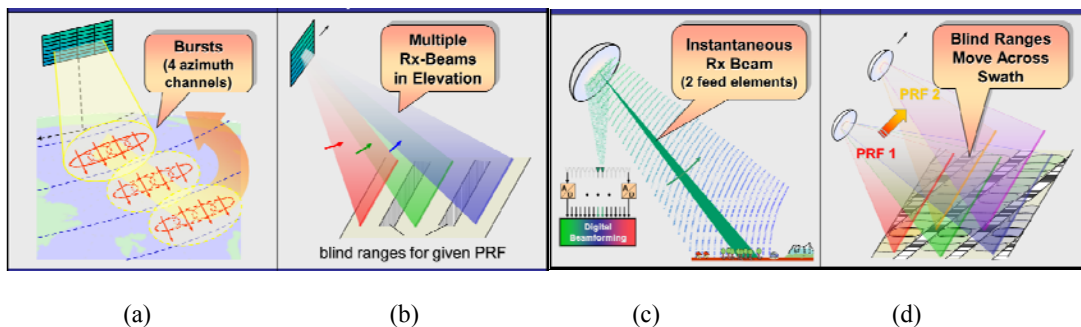 Bursts
(4 azimuth
channels)
Multiple
Rx-Beams
in Elevation
blind ranges for given PRF
Instantaneous
Rx Beam
(2 feed elements)
Digital
Beamforming
Blind Ranges
Move Across
Swath
PRF 2
PRF 1
(a)
(b)
(c)
(d)